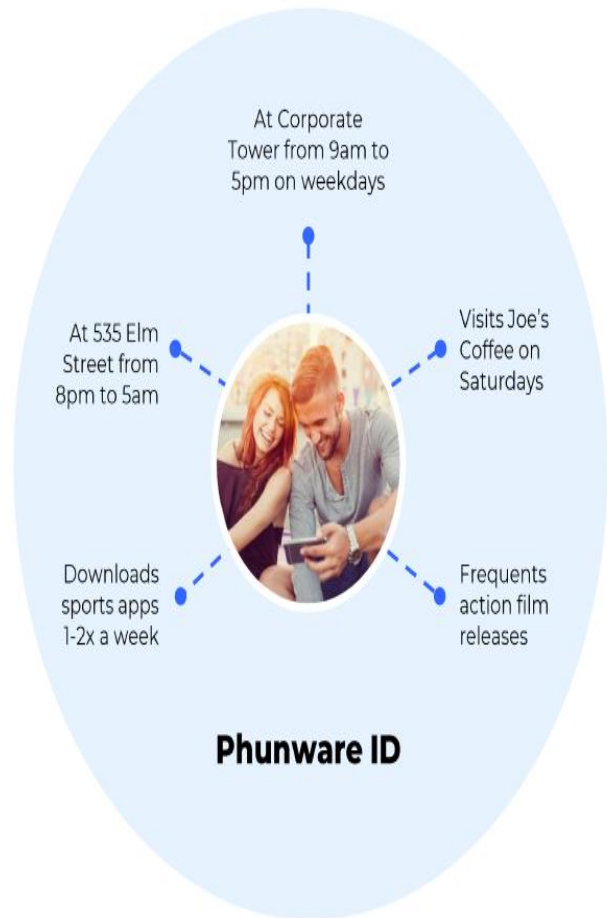 At Corporate
Tower from 9am to
5pm on weekdays
At 535 Elm
Street from
8pm to 5am
Visits Joe's
Coffee on
Saturdays
Downloads
sports apps
1-2x a week
Frequents
action film
releases
Phunware ID